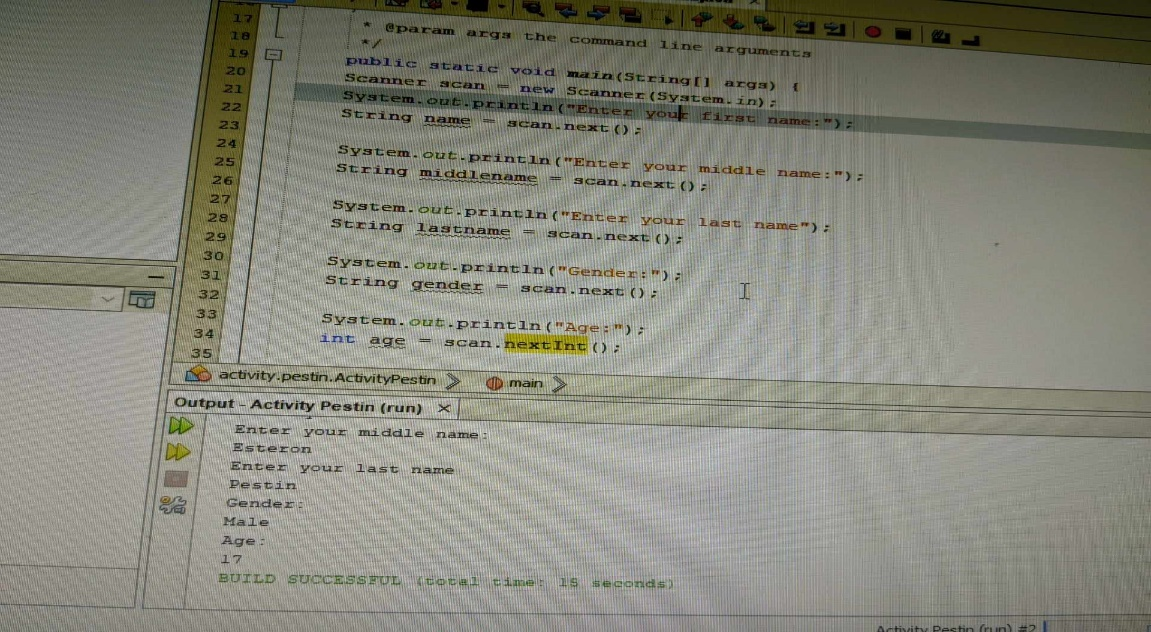 17
18
19
20
21
22
23
24
25
26
27
28
29
30
31
32
33
34
35
* @param args the command line arguments
*/
public static void main(String[] args) {
Scanner scan = new Scanner(System.in);
System.out.println("Enter your first name:");
String name = scan.next();
System.out.println("Enter your middle name:");
String middlename = scan.next();
System.out.println("Enter your last name");
String lastname = scan.next();
System.out.println("Gender:");
String gender = scan.next();
System.out.println("Age:");
int age = scan.nextInt();
activity.pestin.ActivityPestin
main
Output - Activity Pestin (run)
Enter your middle name:
Esteron
Enter your last name
Pestin
Gender:
Male
Age:
17
BUILD SUCCESSFUL (total time: 15 seconds)
Activity Pestin (run) #2